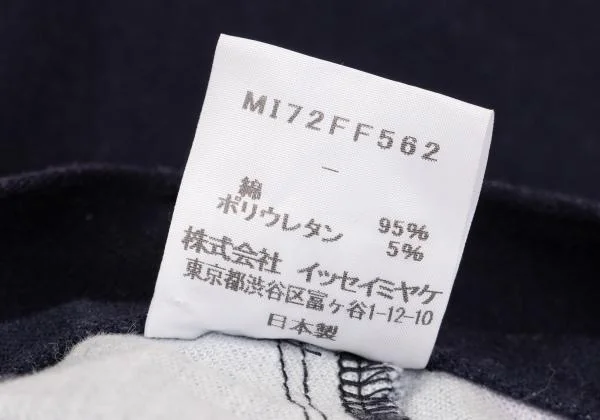 MI72FF562
—
綿 95%
ポリウレタン 5%
株式会社 イッセイミヤケ
東京都渋谷区富ヶ谷1-12-10
日本製